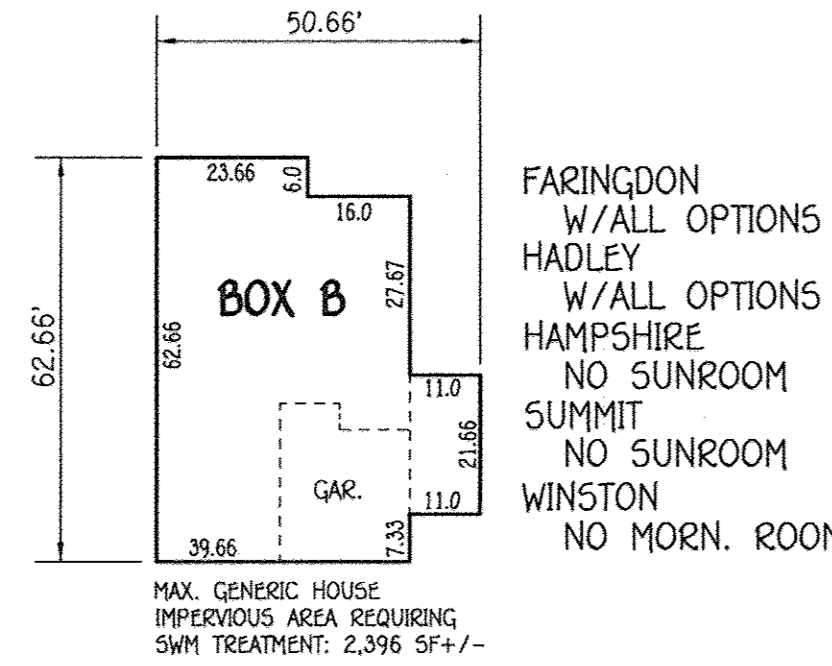 50.66'
23.66
6.0
16.0
62.66'
62.66
BOX B
27.67
11.0
21.66
GAR.
11.0
39.66
7.33
FARINGDON
W/ALL OPTIONS
HADLEY
W/ALL OPTIONS
HAMPSHIRE
NO SUNROOM
SUMMIT
NO SUNROOM
WINSTON
NO MORN. ROOM
MAX. GENERIC HOUSE
IMPERVIOUS AREA REQUIRING
SWM TREATMENT: 2,396 SF+/-